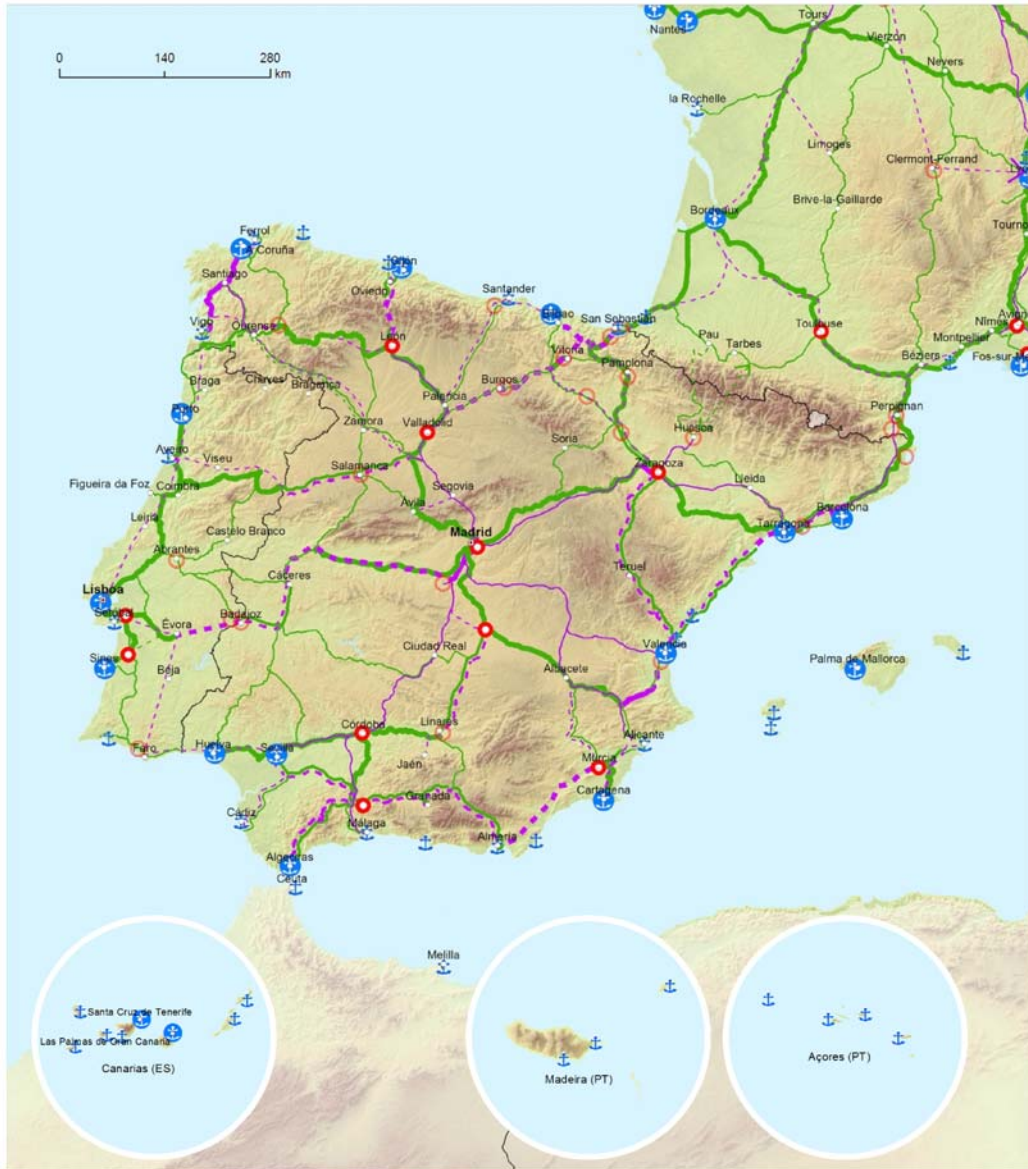 Tours
Nantes
Vierzon
0 140 280
km
Nevers
la Rochelle
Limoges
Clermont-Ferrand
Brive-la-Gaillarde
Bordeaux
Ferrol
A Coruña
Santiago
Gijón
Oviedo
Santander
Bilbao
San Sebastián
Vigo
Ourense
León
Vitoria
Pamplona
Pau
Tarbes
Toulouse
Nîmes
Montpellier
Béziers
Braga
Chaves
Bragança
Burgos
Palencia
Perpignan
Porto
Zamora
Valladolid
Soria
Huesca
Aveiro
Viseu
Salamanca
Zaragoza
Figueira da Foz
Coimbra
Segovia
Lleida
Leiria
Ávila
Barcelona
Castelo Branco
Madrid
Tarragona
Abrantes
Lisboa
Cáceres
Teruel
Setúbal
Évora
Badajoz
Ciudad Real
Valencia
Sines
Beja
Albacete
Palma de Mallorca
Faro
Huelva
Sevilla
Córdoba
Linares
Alicante
Jaén
Murcia
Granada
Cartagena
Cádiz
Málaga
Almería
Algeciras
Ceuta
Melilla
Santa Cruz de Tenerife
Las Palmas de Gran Canaria
Canarias (ES)
Madeira (PT)
Açores (PT)